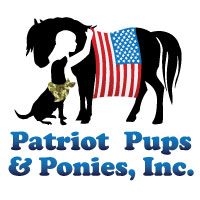 Patriot Pups
& Ponies, Inc.